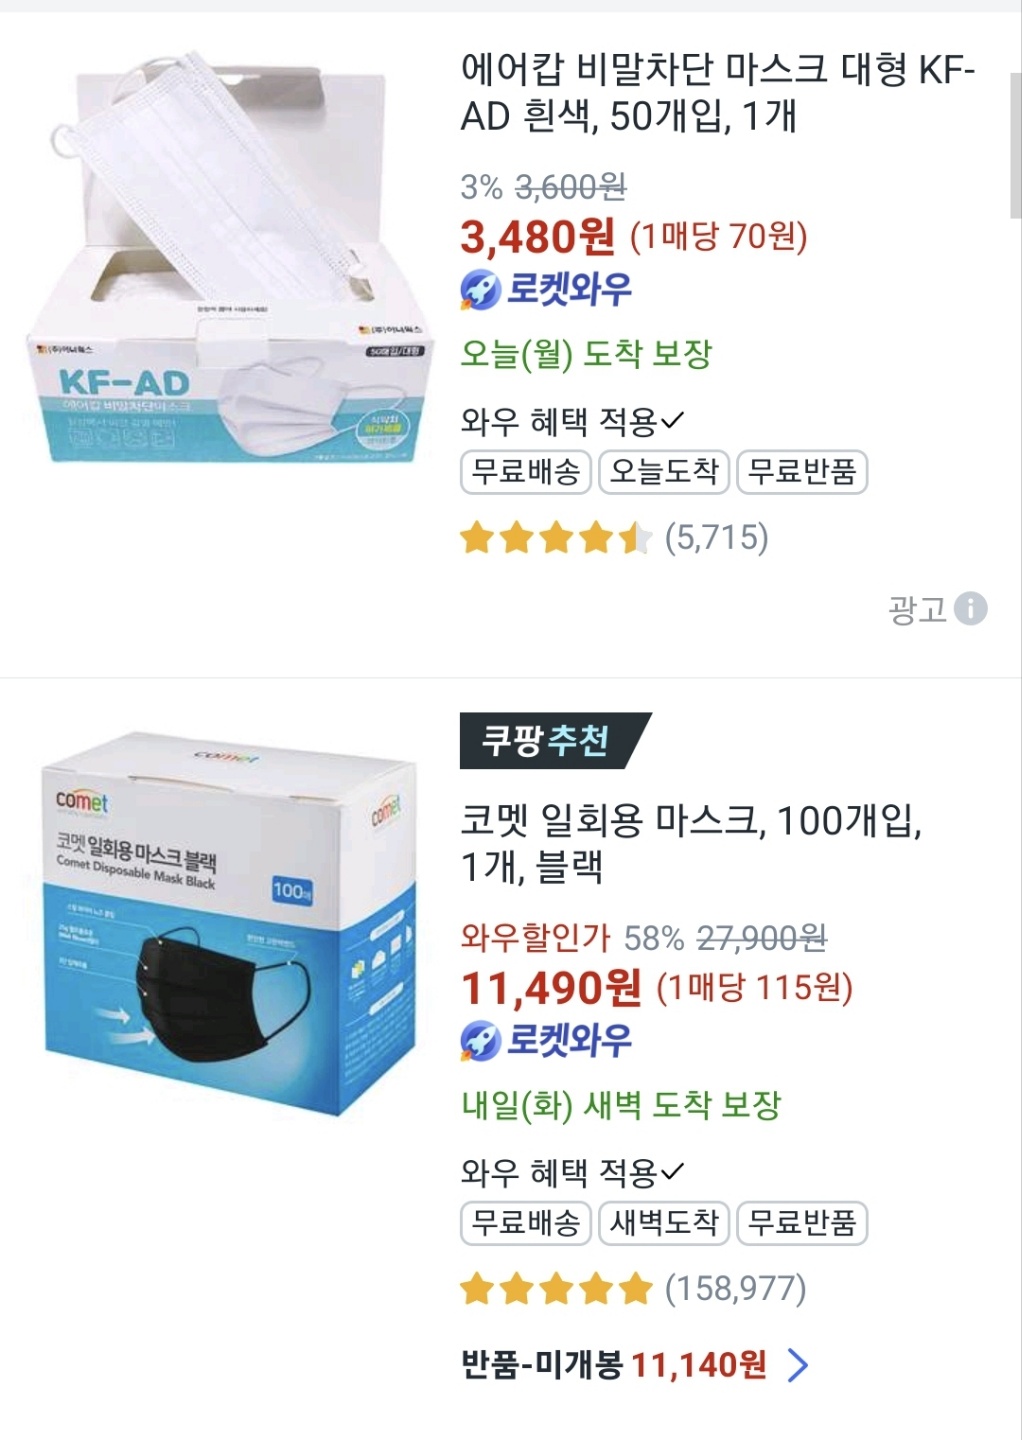 에어캅 비말차단 마스크 대형 KF-
AD 흰색, 50개입, 1개
3% 3,600원
3,480원 (1매당 70원)
로켓와우
오늘(월) 도착 보장
와우 혜택 적용✓
무료배송 오늘도착 무료반품
(5,715)
광고
KF-AD
에어캅 비말차단마스크
50매입/대형
쿠팡추천
코멧 일회용 마스크, 100개입,
1개, 블랙
와우할인가 58% 27,900원
11,490원 (1매당 115원)
로켓와우
내일(화) 새벽 도착 보장
와우 혜택 적용✓
무료배송 새벽도착 무료반품
(158,977)
반품-미개봉 11,140원
comet
comet
comet
코멧 일회용 마스크 블랙
Comet Disposable Mask Black
100매